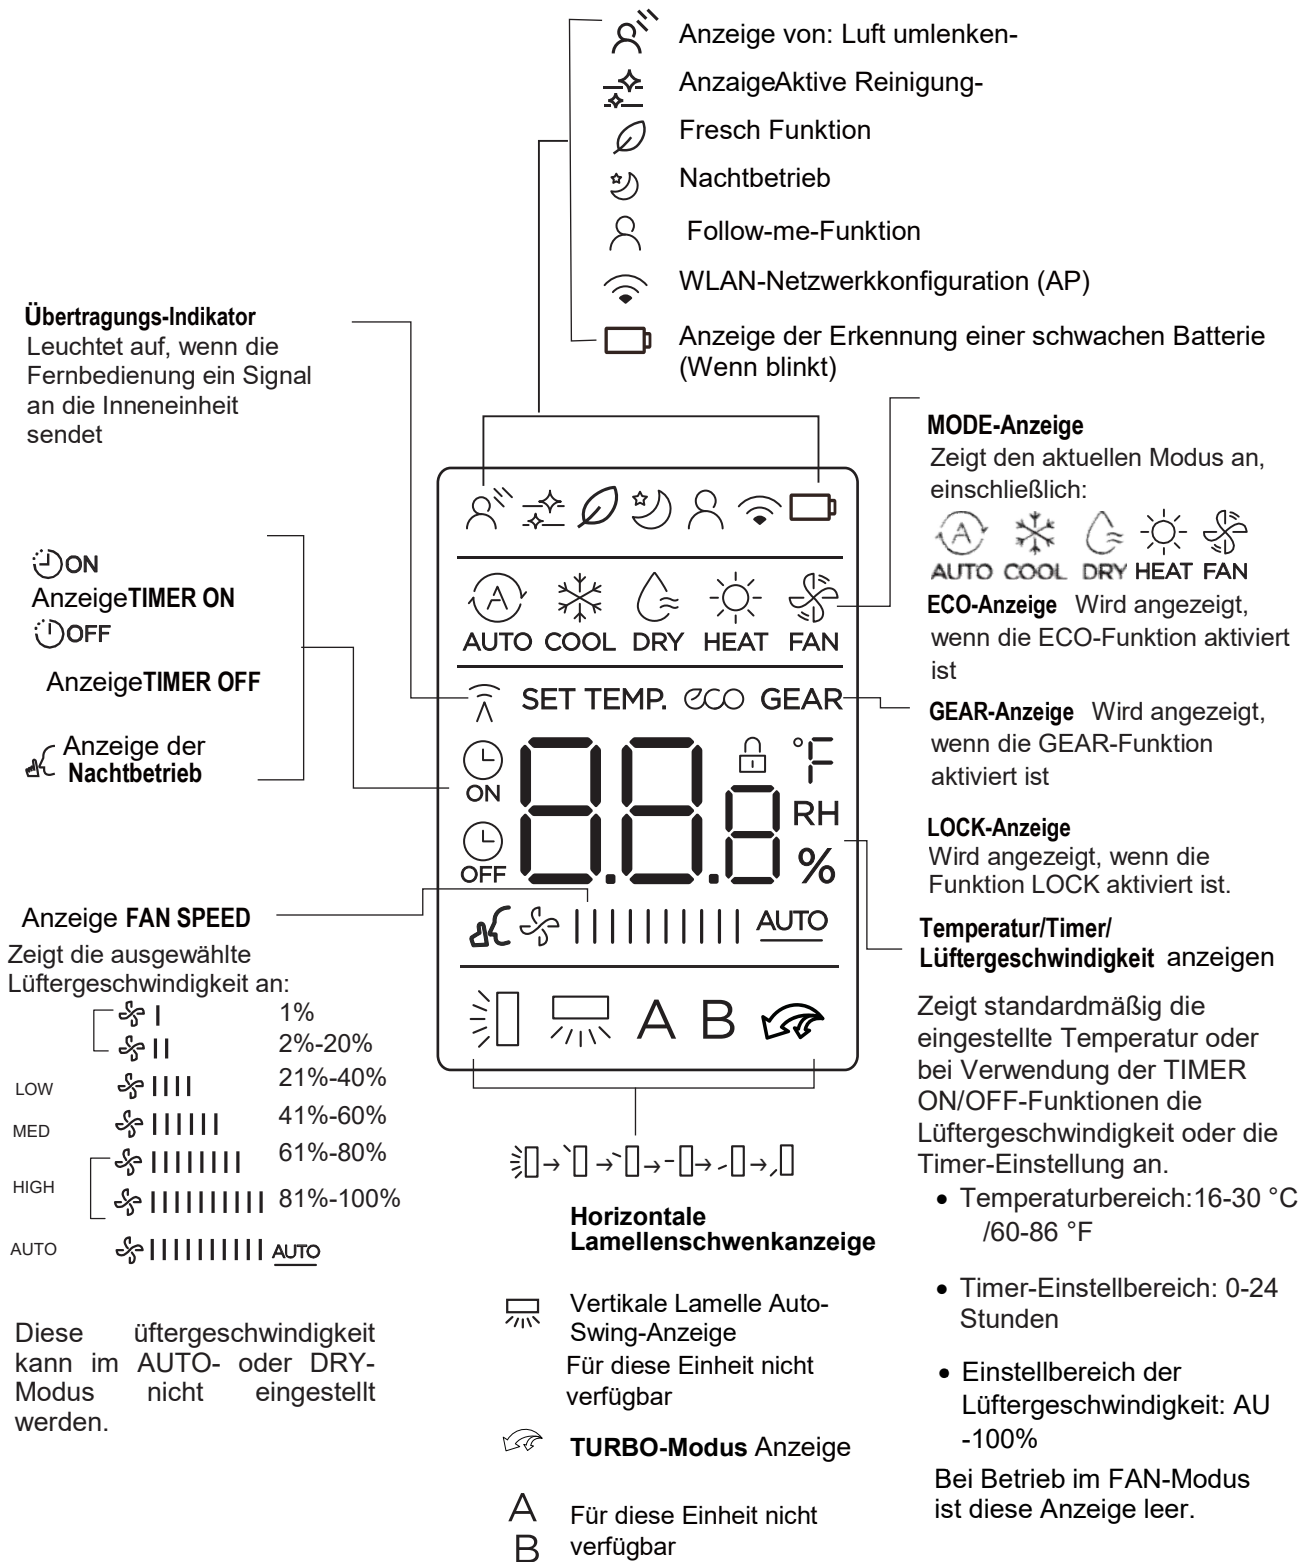 Anzeige von: Luft umlenken-
AnzaigeAktive Reinigung-
Fresch Funktion
Nachtbetrieb
Follow-me-Funktion
WLAN-Netzwerkkonfiguration (AP)
Anzeige der Erkennung einer schwachen Batterie
(Wenn blinkt)
Übertragungs-Indikator
Leuchtet auf, wenn die
Fernbedienung ein Signal
an die Inneneinheit
sendet
ON
AnzeigeTIMER ON
OFF
AnzeigeTIMER OFF
Anzeige der
Nachtbetrieb
Anzeige FAN SPEED
Zeigt die ausgewählte
Lüftergeschwindigkeit an:
1%
2%-20%
LOW 21%-40%
MED 41%-60%
61%-80%
HIGH
81%-100%
AUTO AUTO
Diese üftergeschwindigkeit
kann im AUTO- oder DRY-
Modus nicht eingestellt
werden.
AUTO COOL DRY HEAT FAN
SET TEMP. eco GEAR
ON
OFF
88.8
°F
RH
%
AUTO
A B
Horizontale
Lamellenschwenkanzeige
Vertikale Lamelle Auto-
Swing-Anzeige
Für diese Einheit nicht
verfügbar
TURBO-Modus Anzeige
A
B
Für diese Einheit nicht
verfügbar
MODE-Anzeige
Zeigt den aktuellen Modus an,
einschließlich:
AUTO COOL DRY HEAT FAN
ECO-Anzeige Wird angezeigt,
wenn die ECO-Funktion aktiviert
ist
GEAR-Anzeige Wird angezeigt,
wenn die GEAR-Funktion
aktiviert ist
LOCK-Anzeige
Wird angezeigt, wenn die
Funktion LOCK aktiviert ist.
Temperatur/Timer/
Lüftergeschwindigkeit anzeigen
Zeigt standardmäßig die
eingestellte Temperatur oder
bei Verwendung der TIMER
ON/OFF-Funktionen die
Lüftergeschwindigkeit oder die
Timer-Einstellung an.
• Temperaturbereich:16-30 °C
/60-86 °F
• Timer-Einstellbereich: 0-24
Stunden
• Einstellbereich der
Lüftergeschwindigkeit: AU
-100%
Bei Betrieb im FAN-Modus
ist diese Anzeige leer.